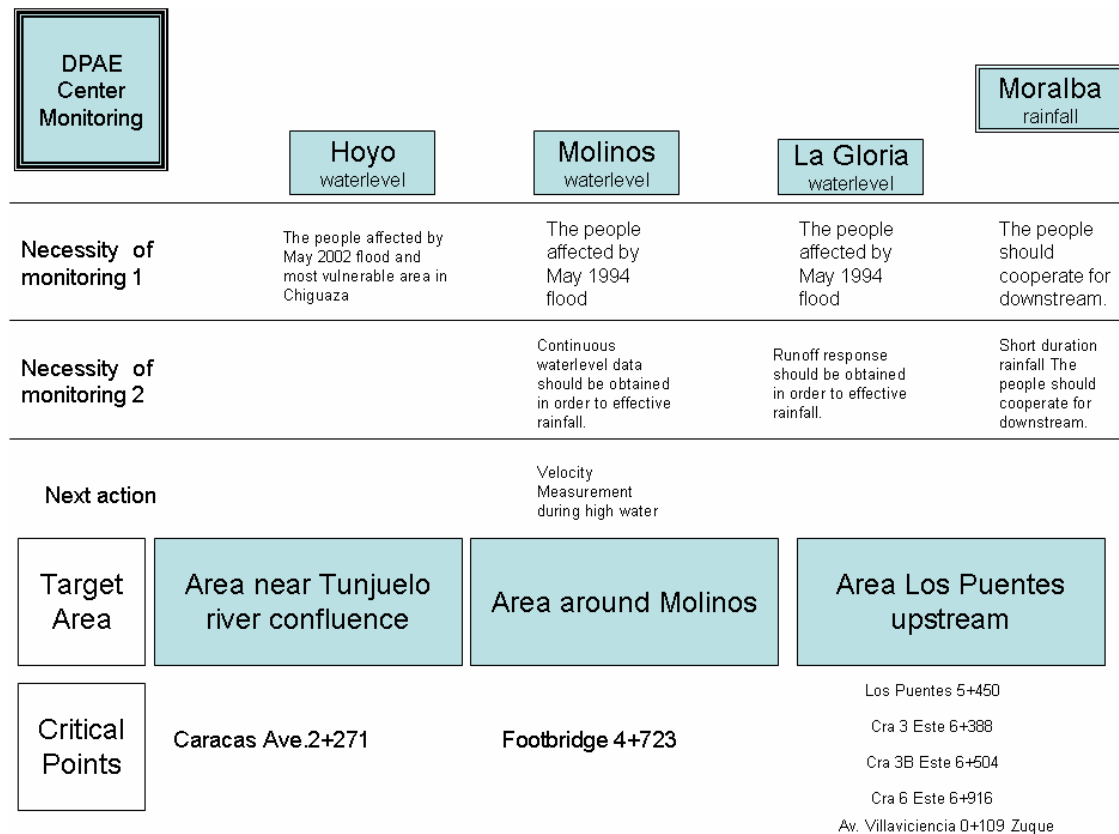 DPAE
Center
Monitoring
Moralba
rainfall
Hoyo
waterlevel
Molinos
waterlevel
La Gloria
waterlevel
Necessity of
monitoring 1
The people affected by
May 2002 flood and
most vulnerable area in
Chiguaza
The people
affected by
May 1994
flood
The people
affected by
May 1994
flood
The people
should
cooperate for
downstream.
Necessity of
monitoring 2
Continuous
waterlevel data
should be obtained
in order to effective
rainfall.
Runoff response
should be obtained
in order to effective
rainfall.
Short duration
rainfall The
people should
cooperate for
downstream.
Next action
Velocity
Measurement
during high water
Target
Area
Area near Tunjuelo
river confluence
Area around Molinos
Area Los Puentes
upstream
Critical
Points
Caracas Ave.2+271
Footbridge 4+723
Los Puentes 5+450
Cra 3 Este 6+388
Cra 3B Este 6+504
Cra 6 Este 6+916
Av. Villaviciencia 0+109 Zuque